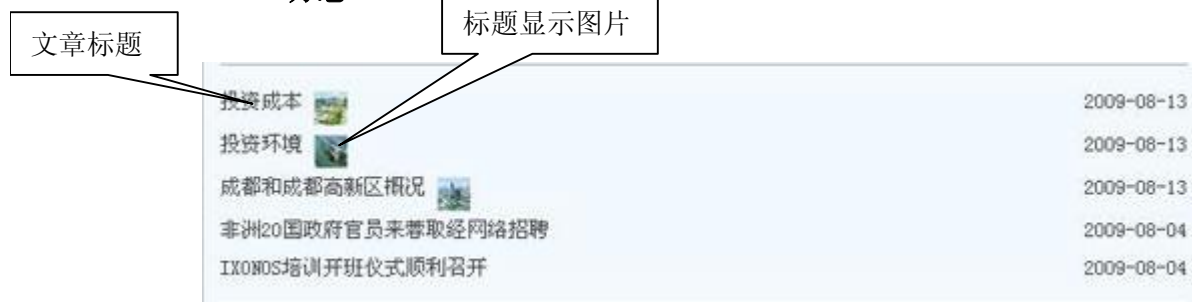 标题显示图片
文章标题
投资成本 2009-08-13
投资环境 2009-08-13
成都和成都高新区概况 2009-08-13
非洲20国政府官员来蓉取经网络招聘 2009-08-04
IXONOS培训开班仪式顺利召开 2009-08-04